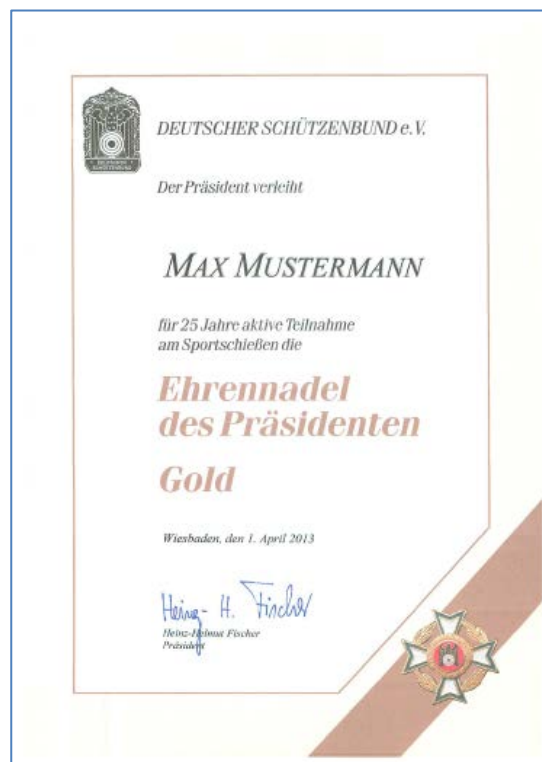 DEUTSCHER SCHÜTZENBUND e. V.
Der Präsident verleiht
MAX MUSTERMANN
für 25 Jahre aktive Teilnahme
am Sportschießen die
Ehrennadel
des Präsidenten
Gold
Wiesbaden, den 1. April 2013
Heinz- H. Fischer
Heinz-Helmut Fischer
Präsident